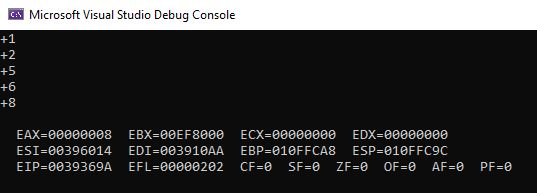 Microsoft Visual Studio Debug Console
+1
+2
+5
+6
+8
EAX=00000008 EBX=00EF8000 ECX=00000000 EDX=00000000
ESI=00396014 EDI=003910AA EBP=010FFCA8 ESP=010FFC9C
EIP=0039369A EFL=00000202 CF=0 SF=0 ZF=0 OF=0 AF=0 PF=0